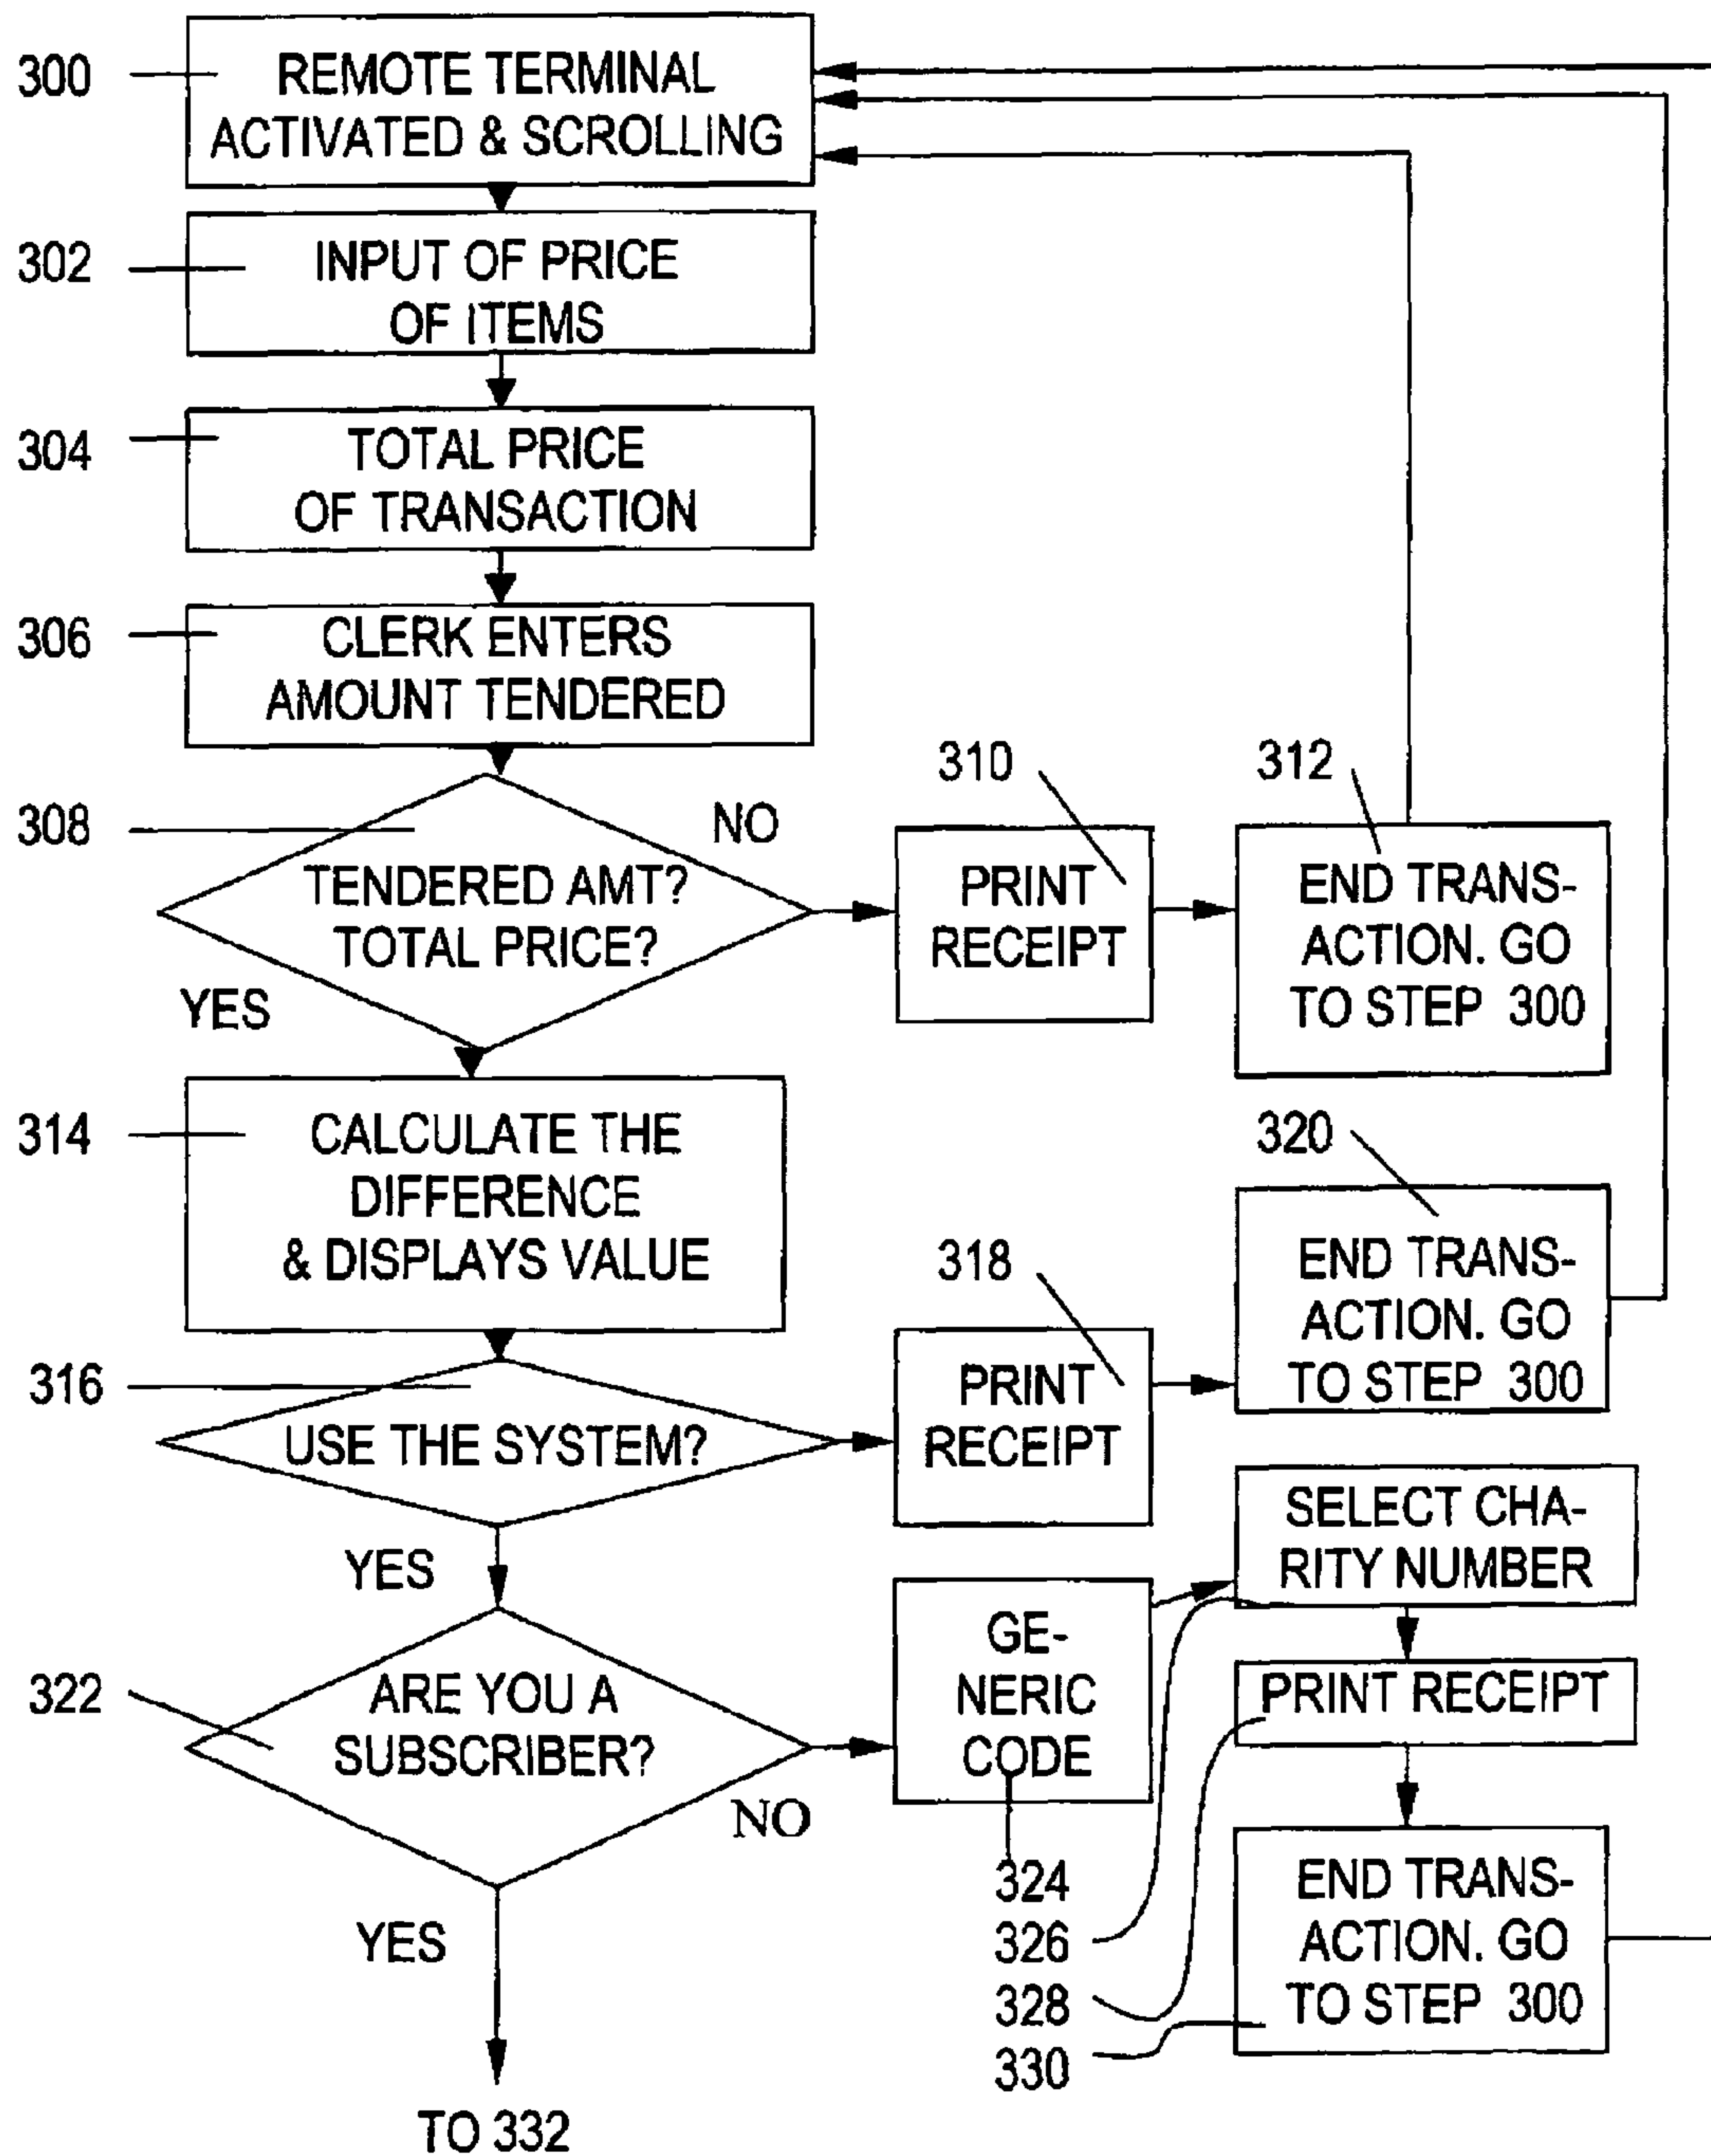 300
REMOTE TERMINAL
ACTIVATED & SCROLLING
302
INPUT OF PRICE
OF ITEMS
304
TOTAL PRICE
OF TRANSACTION
306
CLERK ENTERS
AMOUNT TENDERED
308
TENDERED AMT?
TOTAL PRICE?
NO
YES
310
PRINT
RECEIPT
312
END TRANS-
ACTION. GO
TO STEP 300
314
CALCULATE THE
DIFFERENCE
& DISPLAYS VALUE
316
USE THE SYSTEM?
YES
318
PRINT
RECEIPT
320
END TRANS-
ACTION. GO
TO STEP 300
322
ARE YOU A
SUBSCRIBER?
NO
YES
GE-
NERIC
CODE
324
SELECT CHA-
RITY NUMBER
326
PRINT RECEIPT
328
END TRANS-
ACTION. GO
TO STEP 300
330
TO 332